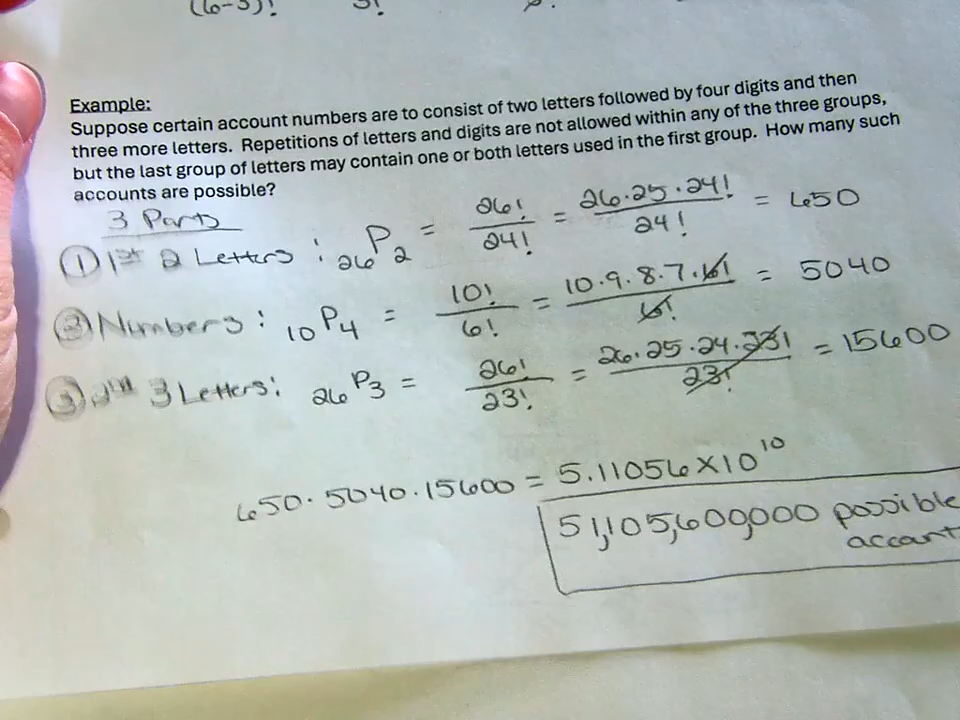 (6-3)! 3!
Example:
Suppose certain account numbers are to consist of two letters followed by four digits and then
three more letters. Repetitions of letters and digits are not allowed within any of the three groups,
but the last group of letters may contain one or both letters used in the first group. How many such
accounts are possible?
3 Parts
① 1st 2 Letters : 26P2 = 26!/24! = 26·25·24!/24! = 650
② Numbers : 10P4 = 10!/6! = 10·9·8·7·6!/6! = 5040
③ 2nd 3 Letters: 26P3 = 26!/23! = 26·25·24·23!/23! = 15600
650·5040·15600 = 5.11056×10^10
51,105,600,000 possible
account